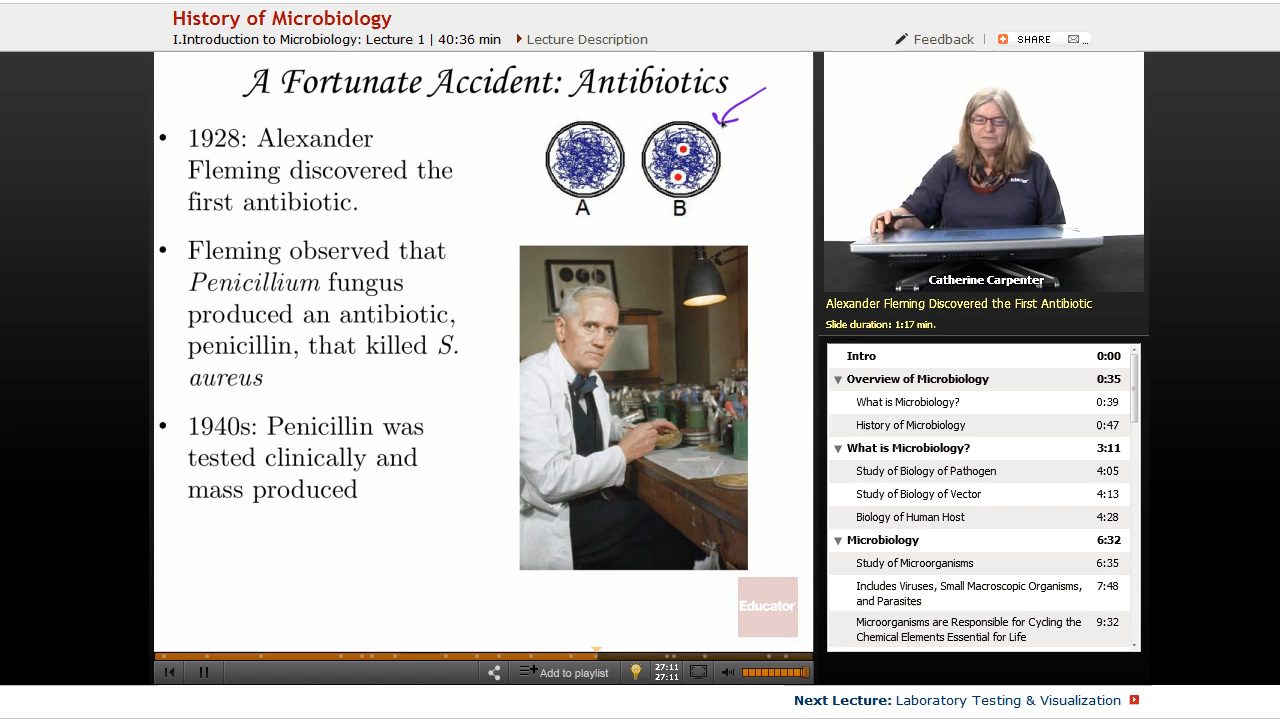 History of Microbiology
I.Introduction to Microbiology: Lecture 1 | 40:36 min
Lecture Description
Feedback
SHARE
...
A Fortunate Accident: Antibiotics
• 1928: Alexander
Fleming discovered the
first antibiotic.
• Fleming observed that
Penicillium fungus
produced an antibiotic,
penicillin, that killed S.
aureus
• 1940s: Penicillin was
tested clinically and
mass produced
A B
Educator
Catherine Carpenter
Alexander Fleming Discovered the First Antibiotic
Slide duration: 1:17 min.
Intro 0:00
Overview of Microbiology 0:35
What is Microbiology? 0:39
History of Microbiology 0:47
What is Microbiology? 3:11
Study of Biology of Pathogen 4:05
Study of Biology of Vector 4:13
Biology of Human Host 4:28
Microbiology 6:32
Study of Microorganisms 6:35
Includes Viruses, Small Macroscopic Organisms, 7:48
and Parasites
Microorganisms are Responsible for Cycling the 9:32
Chemical Elements Essential for Life
Add to playlist
27:11
27:11
Next Lecture: Laboratory Testing & Visualization